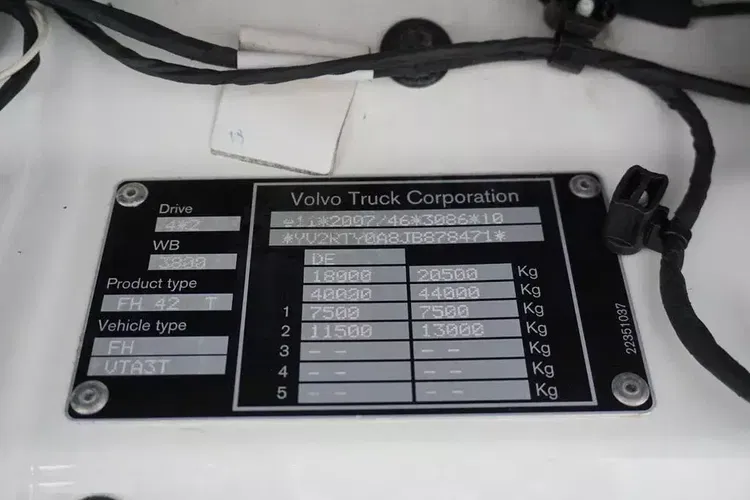 Drive
4*2
WB
3800
Product type
FH 42 T
Vehicle type
FH
VTA3T
Volvo Truck Corporation
e11*2007/46*3086*10
*YV2RTY0A8JB878471*
DE
18000 20500 Kg
40000 44000 Kg
1 7500 7500 Kg
2 11500 13000 Kg
3 -- -- Kg
4 -- -- Kg
5 -- -- Kg
22351037